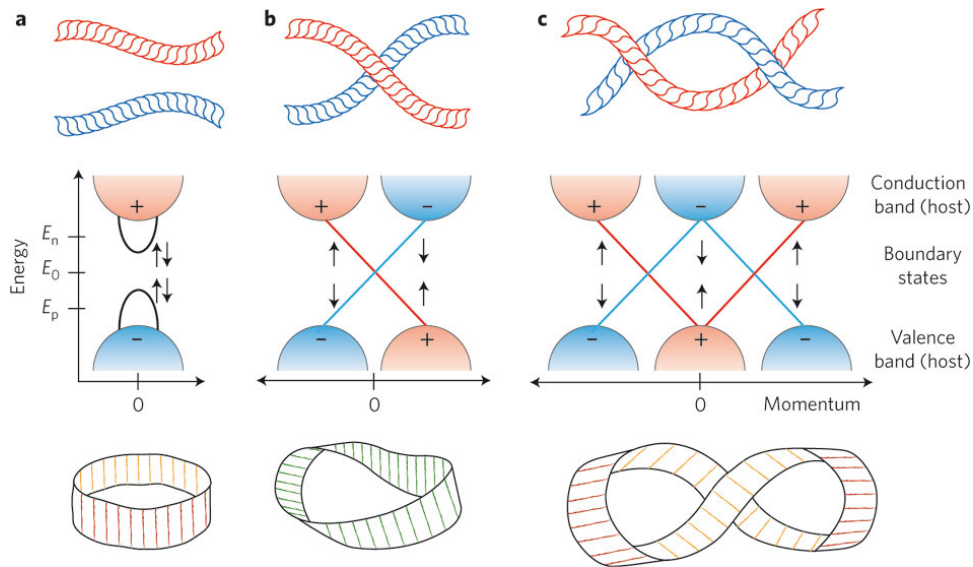 a
b
c
Energy
E_n
E_0
E_p
+
−
0
+ −
− +
0
+ − +
− + −
0
Momentum
Conduction
band (host)
Boundary
states
Valence
band (host)